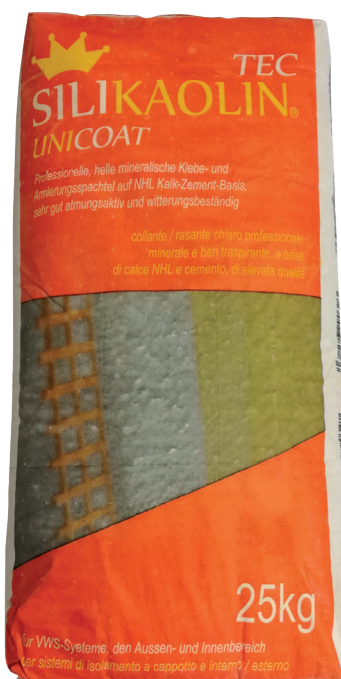 TEC
SILIKAOLIN®
UNICOAT
Professionelle, helle mineralische Klebe- und
Armierungsspachtel auf NHL Kalk-Zement-Basis,
sehr gut atmungsaktiv und witterungsbeständig
collante / rasante chiaro professionale
minerale e ben traspirante, a base
di calce NHL e cemento, di elevata qualità
25kg
für VWS-Systeme, den Aussen- und Innenbereich
per sistemi di isolamento a cappotto e interno / esterno